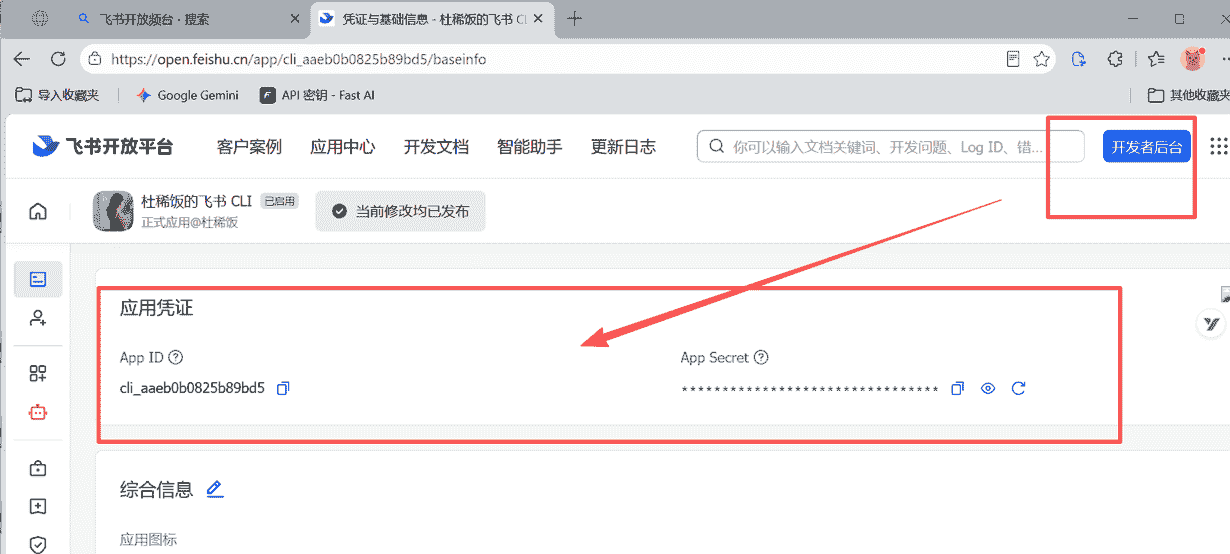 飞书开放频台 · 搜索
凭证与基础信息 - 杜稀饭的飞书 CL
https://open.feishu.cn/app/cli_aaeb0b0825b89bd5/baseinfo
导入收藏夹
Google Gemini
API 密钥 - Fast AI
其他收藏夹
飞书开放平台
客户案例
应用中心
开发文档
智能助手
更新日志
你可以输入文档关键词、开发问题、Log ID、错...
开发者后台
杜稀饭的飞书 CLI
已启用
正式应用@杜稀饭
当前修改均已发布
应用凭证
App ID
App Secret
cli_aaeb0b0825b89bd5
********************************
综合信息
应用图标